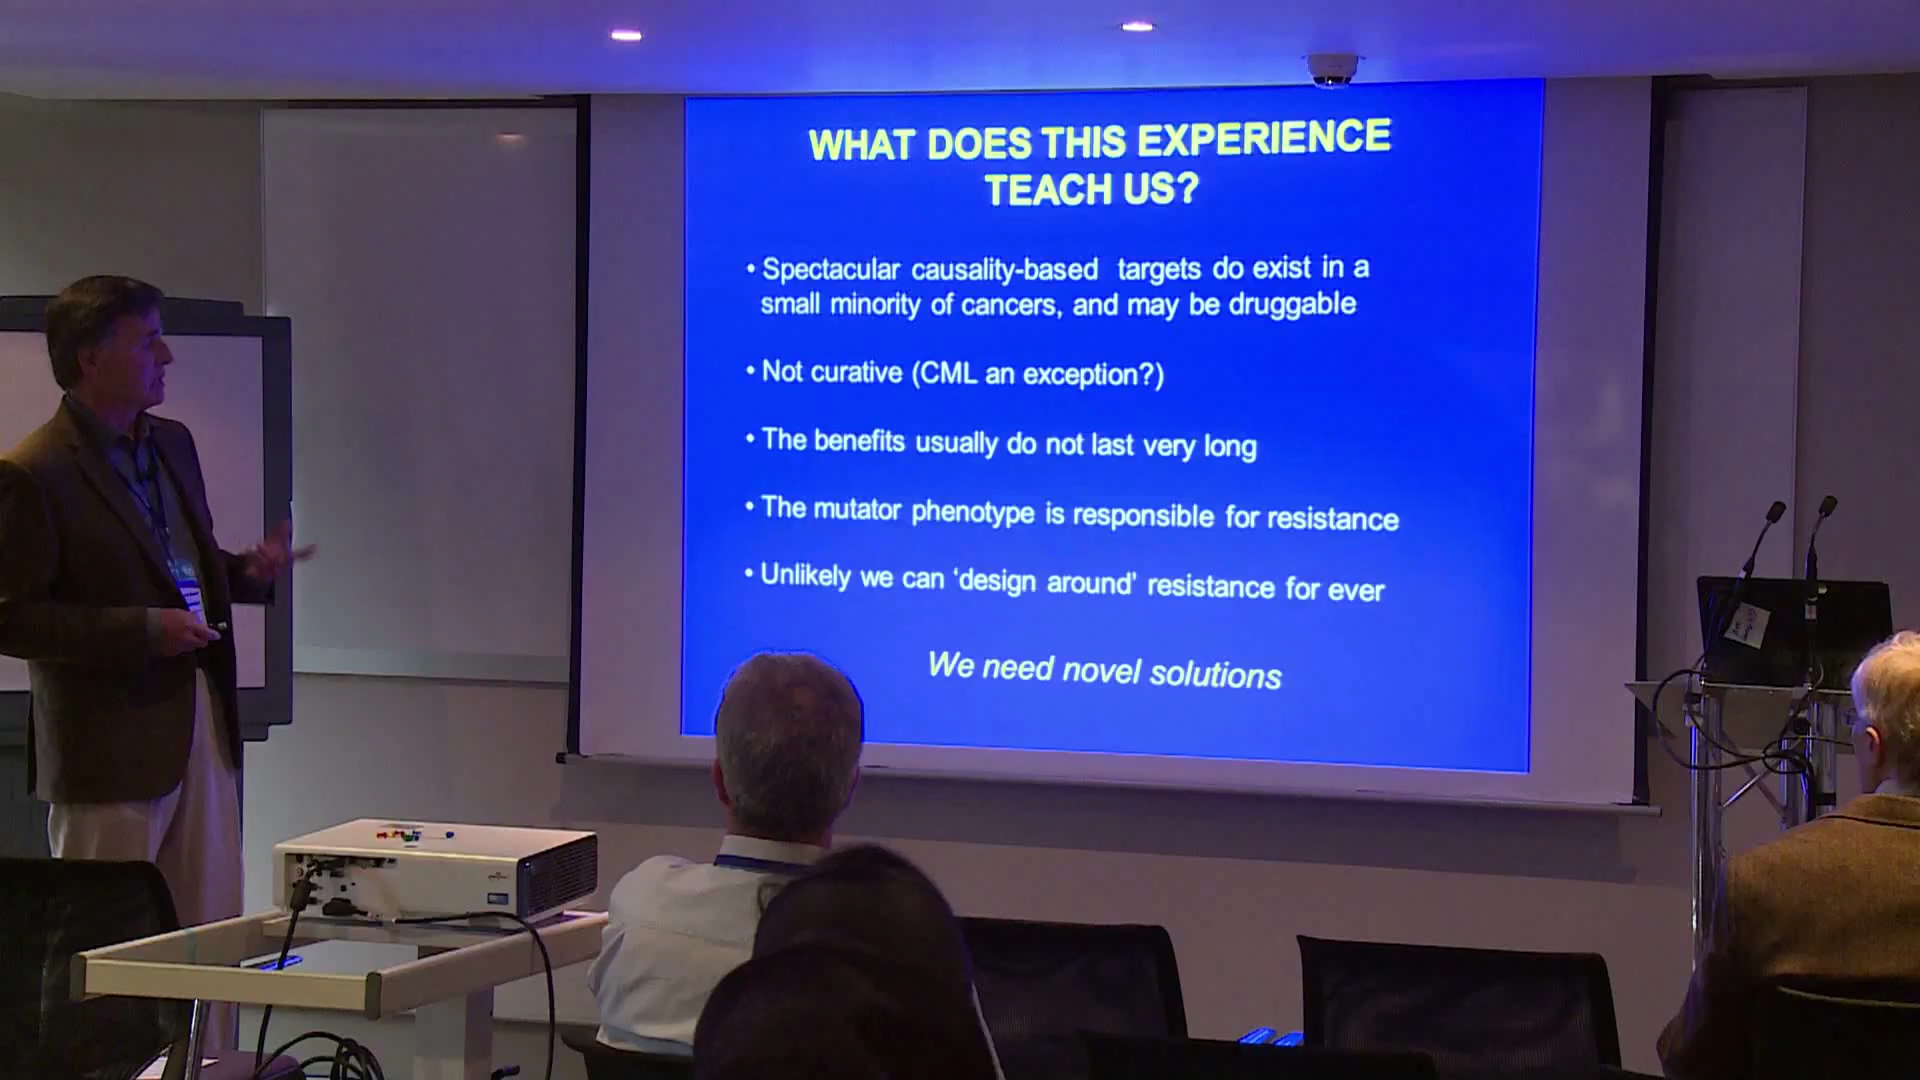 WHAT DOES THIS EXPERIENCE
TEACH US?
• Spectacular causality-based targets do exist in a
small minority of cancers, and may be druggable
• Not curative (CML an exception?)
• The benefits usually do not last very long
• The mutator phenotype is responsible for resistance
• Unlikely we can ‘design around’ resistance for ever
We need novel solutions